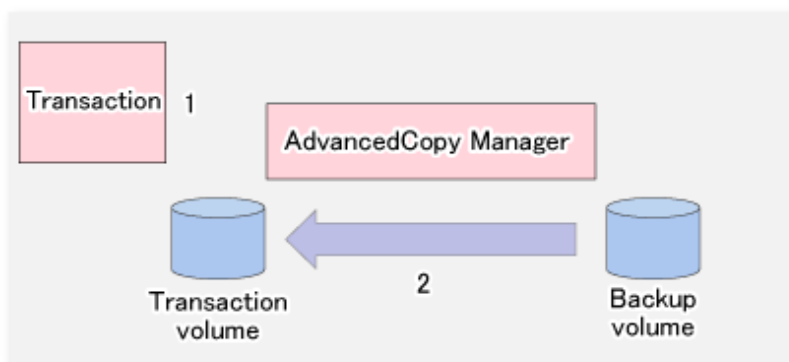 Transaction
1
AdvancedCopy Manager
2
Transaction
volume
Backup
volume